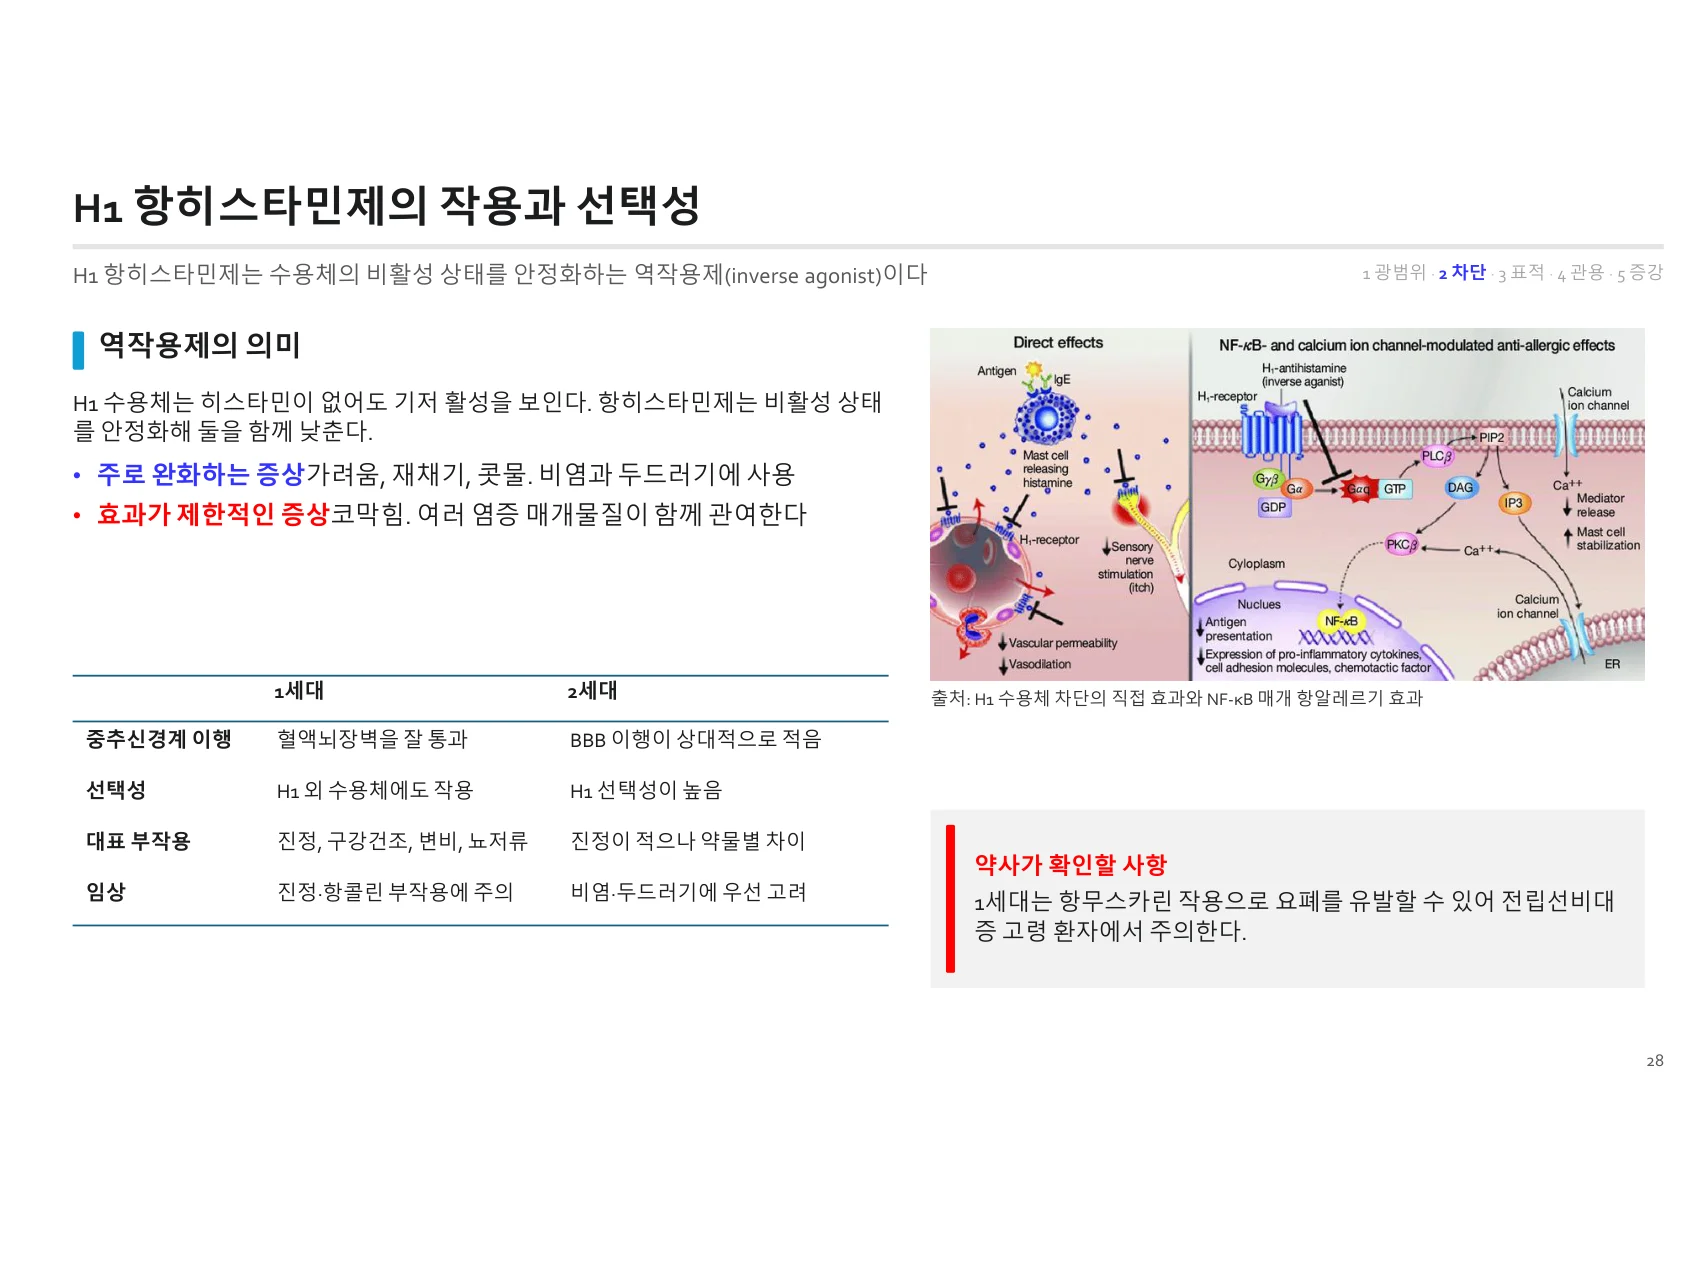 H1 항히스타민제의 작용과 선택성
H1 항히스타민제는 수용체의 비활성 상태를 안정화하는 역작용제(inverse agonist)이다
1 광범위 · 2 차단 · 3 표적 · 4 관용 · 5 증강
역작용제의 의미
H1 수용체는 히스타민이 없어도 기저 활성을 보인다. 항히스타민제는 비활성 상태
를 안정화해 둘을 함께 낮춘다.
• 주로 완화하는 증상가려움, 재채기, 콧물. 비염과 두드러기에 사용
• 효과가 제한적인 증상코막힘. 여러 염증 매개물질이 함께 관여한다
1세대 2세대
중추신경계 이행 혈액뇌장벽을 잘 통과 BBB 이행이 상대적으로 적음
선택성 H1 외 수용체에도 작용 H1 선택성이 높음
대표 부작용 진정, 구강건조, 변비, 뇨저류 진정이 적으나 약물별 차이
임상 진정·항콜린 부작용에 주의 비염·두드러기에 우선 고려
Direct effects
Antigen
IgE
Mast cell
releasing
histamine
H₁-receptor
Sensory
nerve
stimulation
(itch)
Vascular permeability
Vasodilation
NF-κB- and calcium ion channel-modulated anti-allergic effects
H₁-antihistamine
(inverse aganist)
H₁-receptor
Calcium
ion channel
PIP2
PLCβ
Gγβ
Gα
Gαq
GTP
GDP
DAG
IP3
Ca⁺⁺
Mediator
release
Mast cell
stabilization
PKCβ
Ca⁺⁺
Cyloplasm
Nuclues
Calcium
ion channel
NF-κB
Antigen
presentation
Expression of pro-inflammatory cytokines,
cell adhesion molecules, chemotactic factor
ER
출처: H1 수용체 차단의 직접 효과와 NF-κB 매개 항알레르기 효과
약사가 확인할 사항
1세대는 항무스카린 작용으로 요폐를 유발할 수 있어 전립선비대
증 고령 환자에서 주의한다.
28